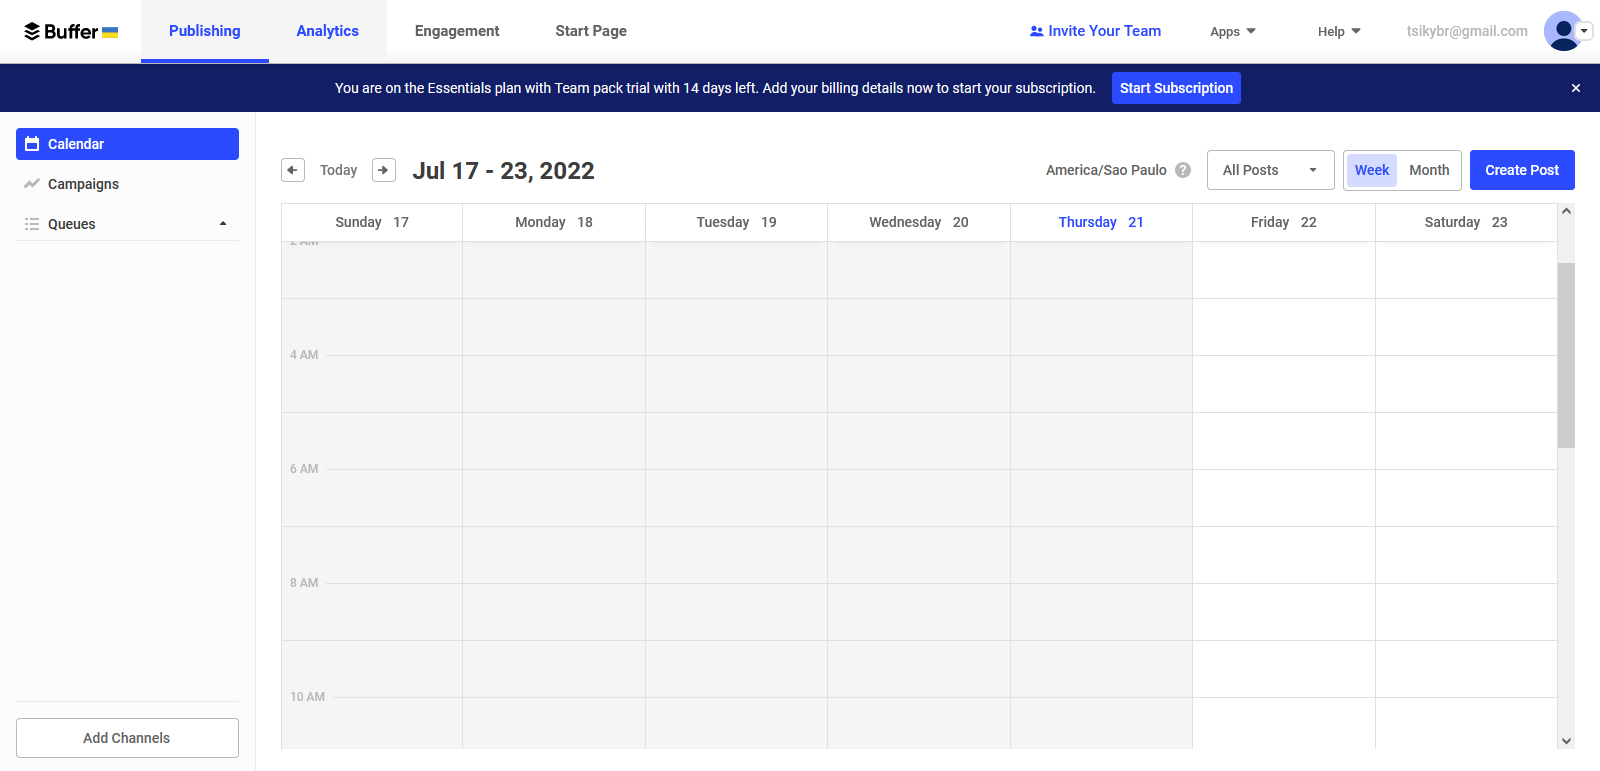 Buffer Publishing Analytics Engagement Start Page Invite Your Team Apps Help tsikybr@gmail.com
You are on the Essentials plan with Team pack trial with 14 days left. Add your billing details now to start your subscription. Start Subscription ×
Calendar
Campaigns
Queues
Add Channels
Today Jul 17 - 23, 2022 America/Sao Paulo ? All Posts Week Month Create Post
Sunday 17 Monday 18 Tuesday 19 Wednesday 20 Thursday 21 Friday 22 Saturday 23
2 AM
4 AM
6 AM
8 AM
10 AM